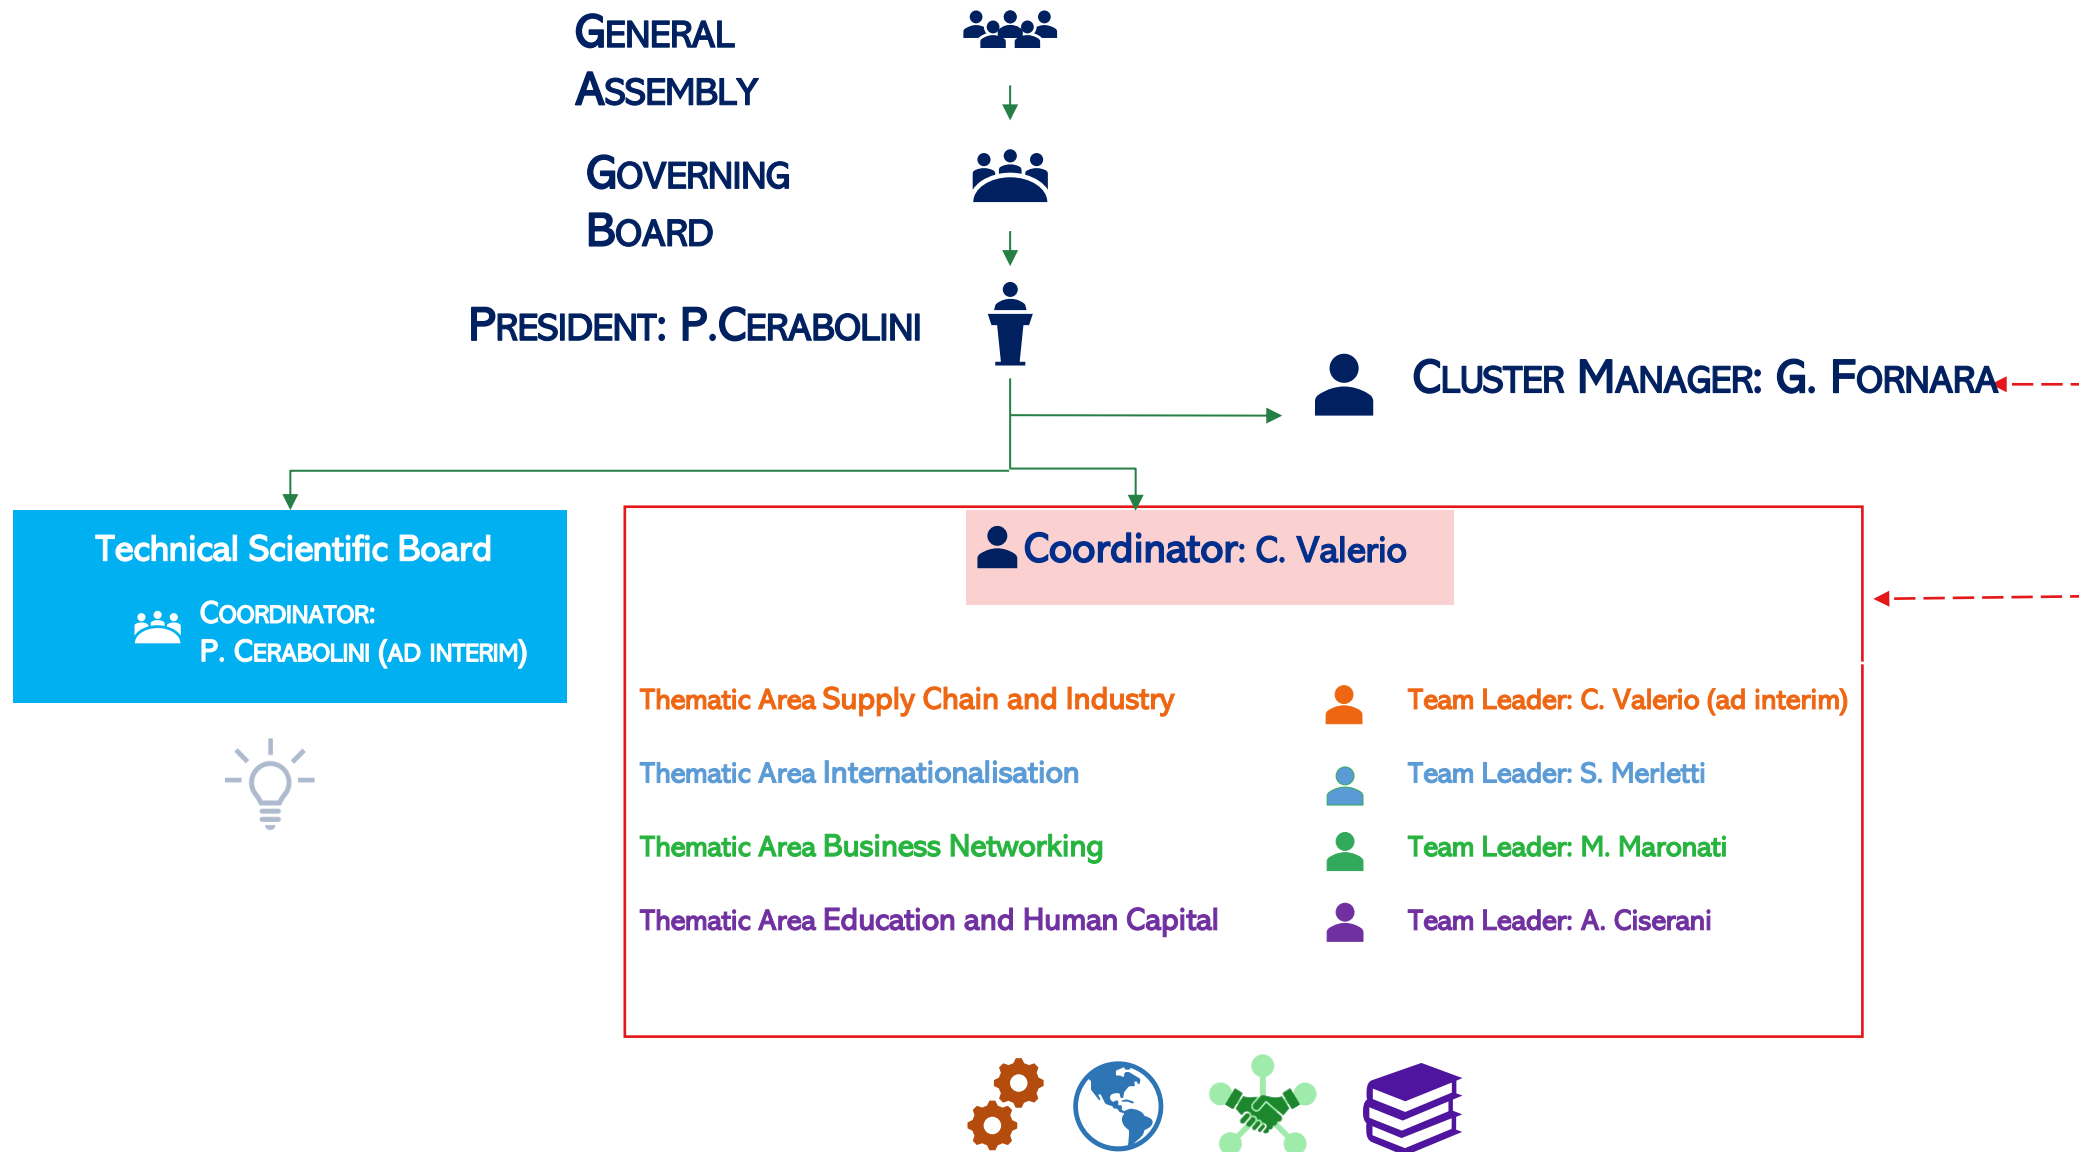 GENERAL
ASSEMBLY
GOVERNING
BOARD
PRESIDENT: P.CERABOLINI
CLUSTER MANAGER: G. FORNARA
Technical Scientific Board
COORDINATOR:
P. CERABOLINI (AD INTERIM)
Coordinator: C. Valerio
Thematic Area Supply Chain and Industry
Team Leader: C. Valerio (ad interim)
Thematic Area Internationalisation
Team Leader: S. Merletti
Thematic Area Business Networking
Team Leader: M. Maronati
Thematic Area Education and Human Capital
Team Leader: A. Ciserani